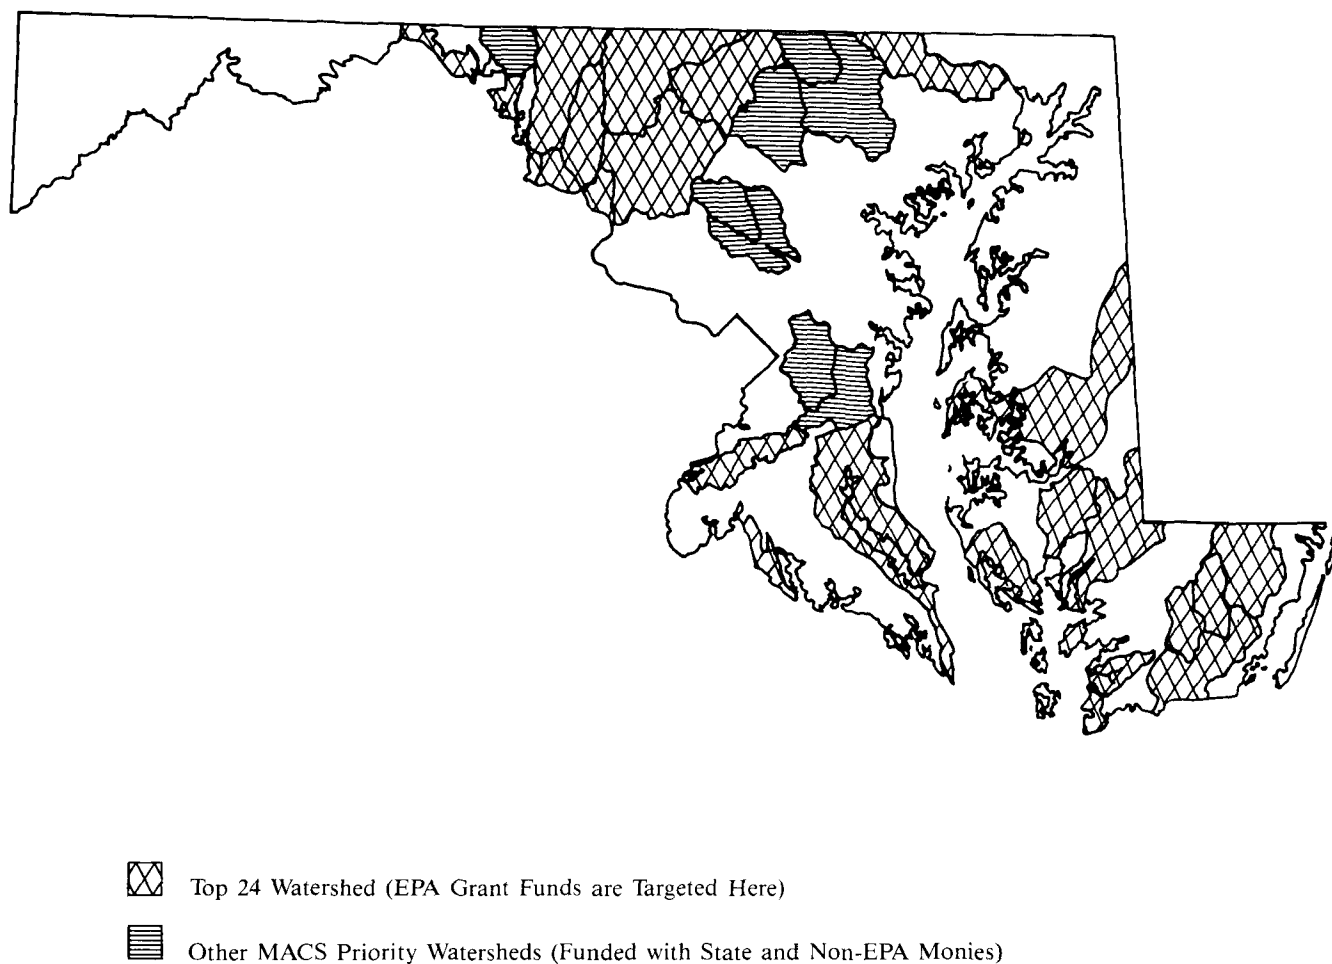 Top 24 Watershed (EPA Grant Funds are Targeted Here)
Other MACS Priority Watersheds (Funded with State and Non-EPA Monies)